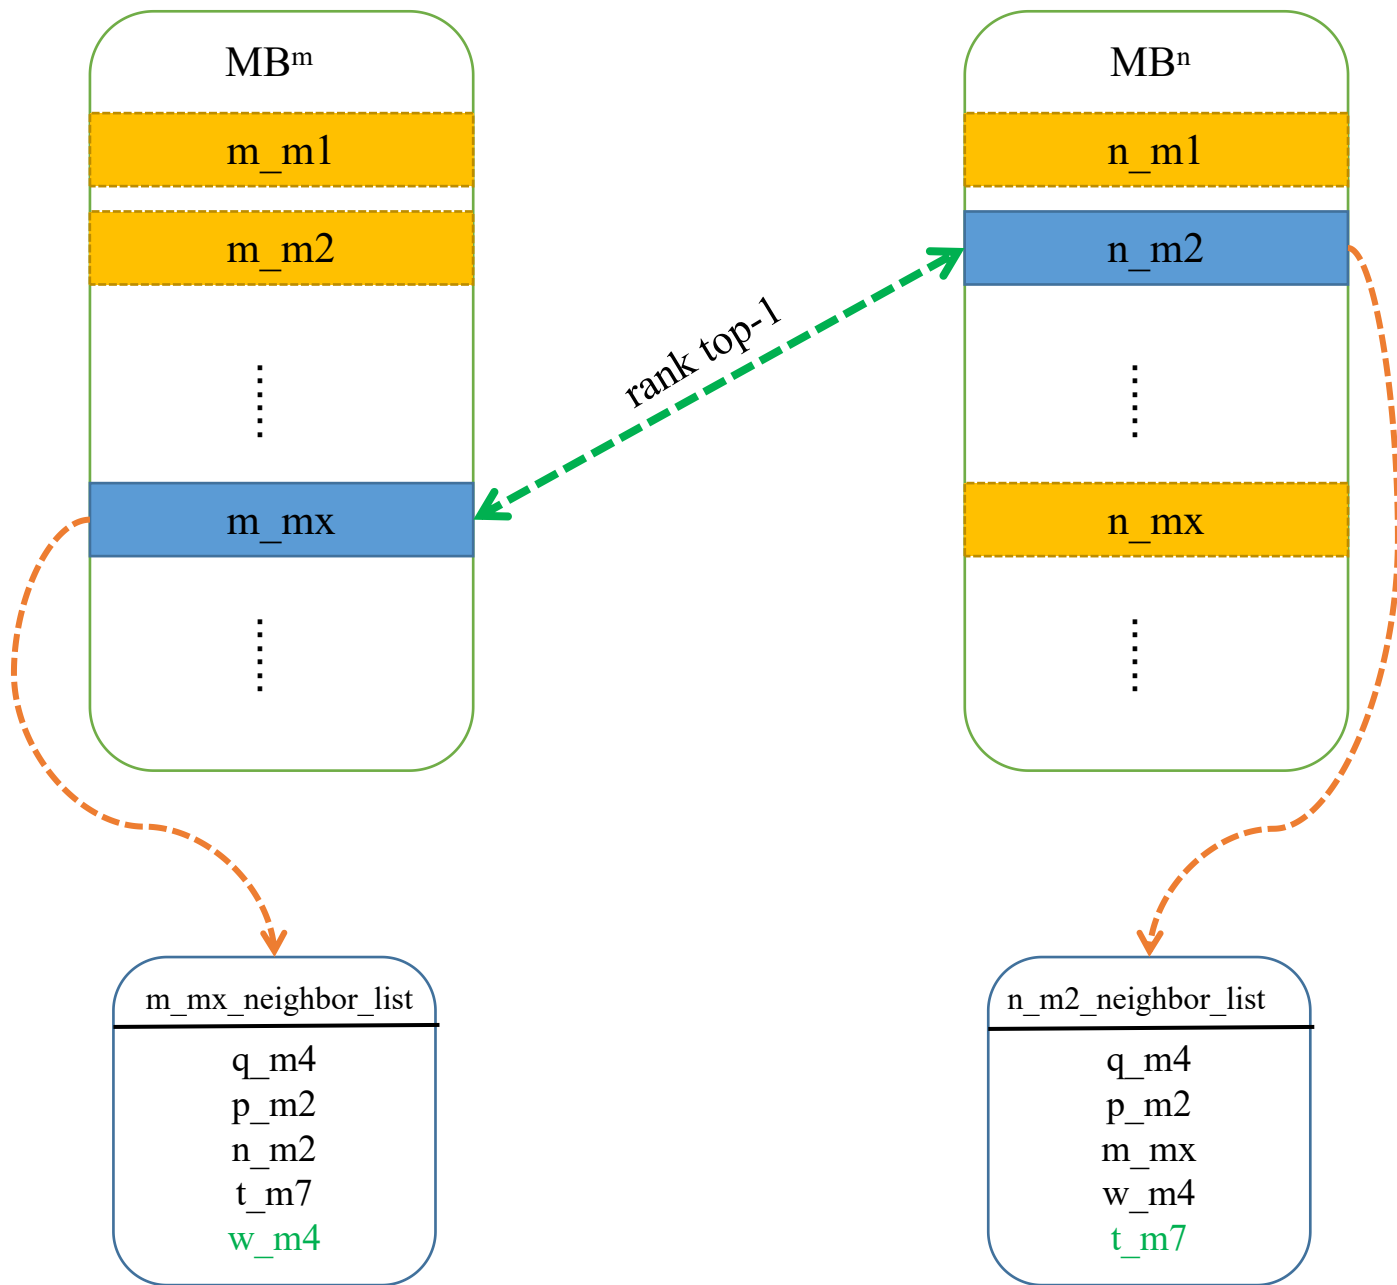 MBᵐ
m_m1
m_m2
m_mx
MBⁿ
n_m1
n_m2
n_mx
rank top-1
m_mx_neighbor_list
q_m4
p_m2
n_m2
t_m7
w_m4
n_m2_neighbor_list
q_m4
p_m2
m_mx
w_m4
t_m7